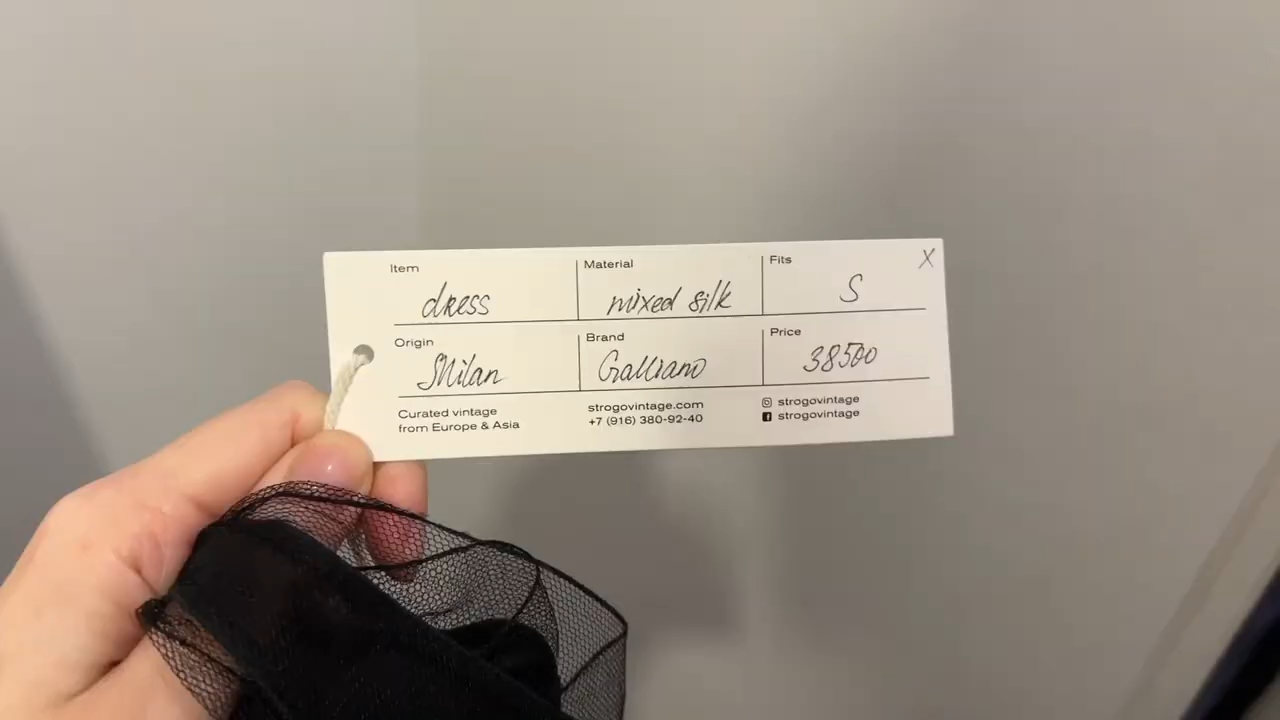 Item Material Fits X
dress mixed silk S
Origin Brand Price
Milan Galliano 38500
Curated vintage
from Europe & Asia
strogovintage.com
+7 (916) 380-92-40
strogovintage
strogovintage